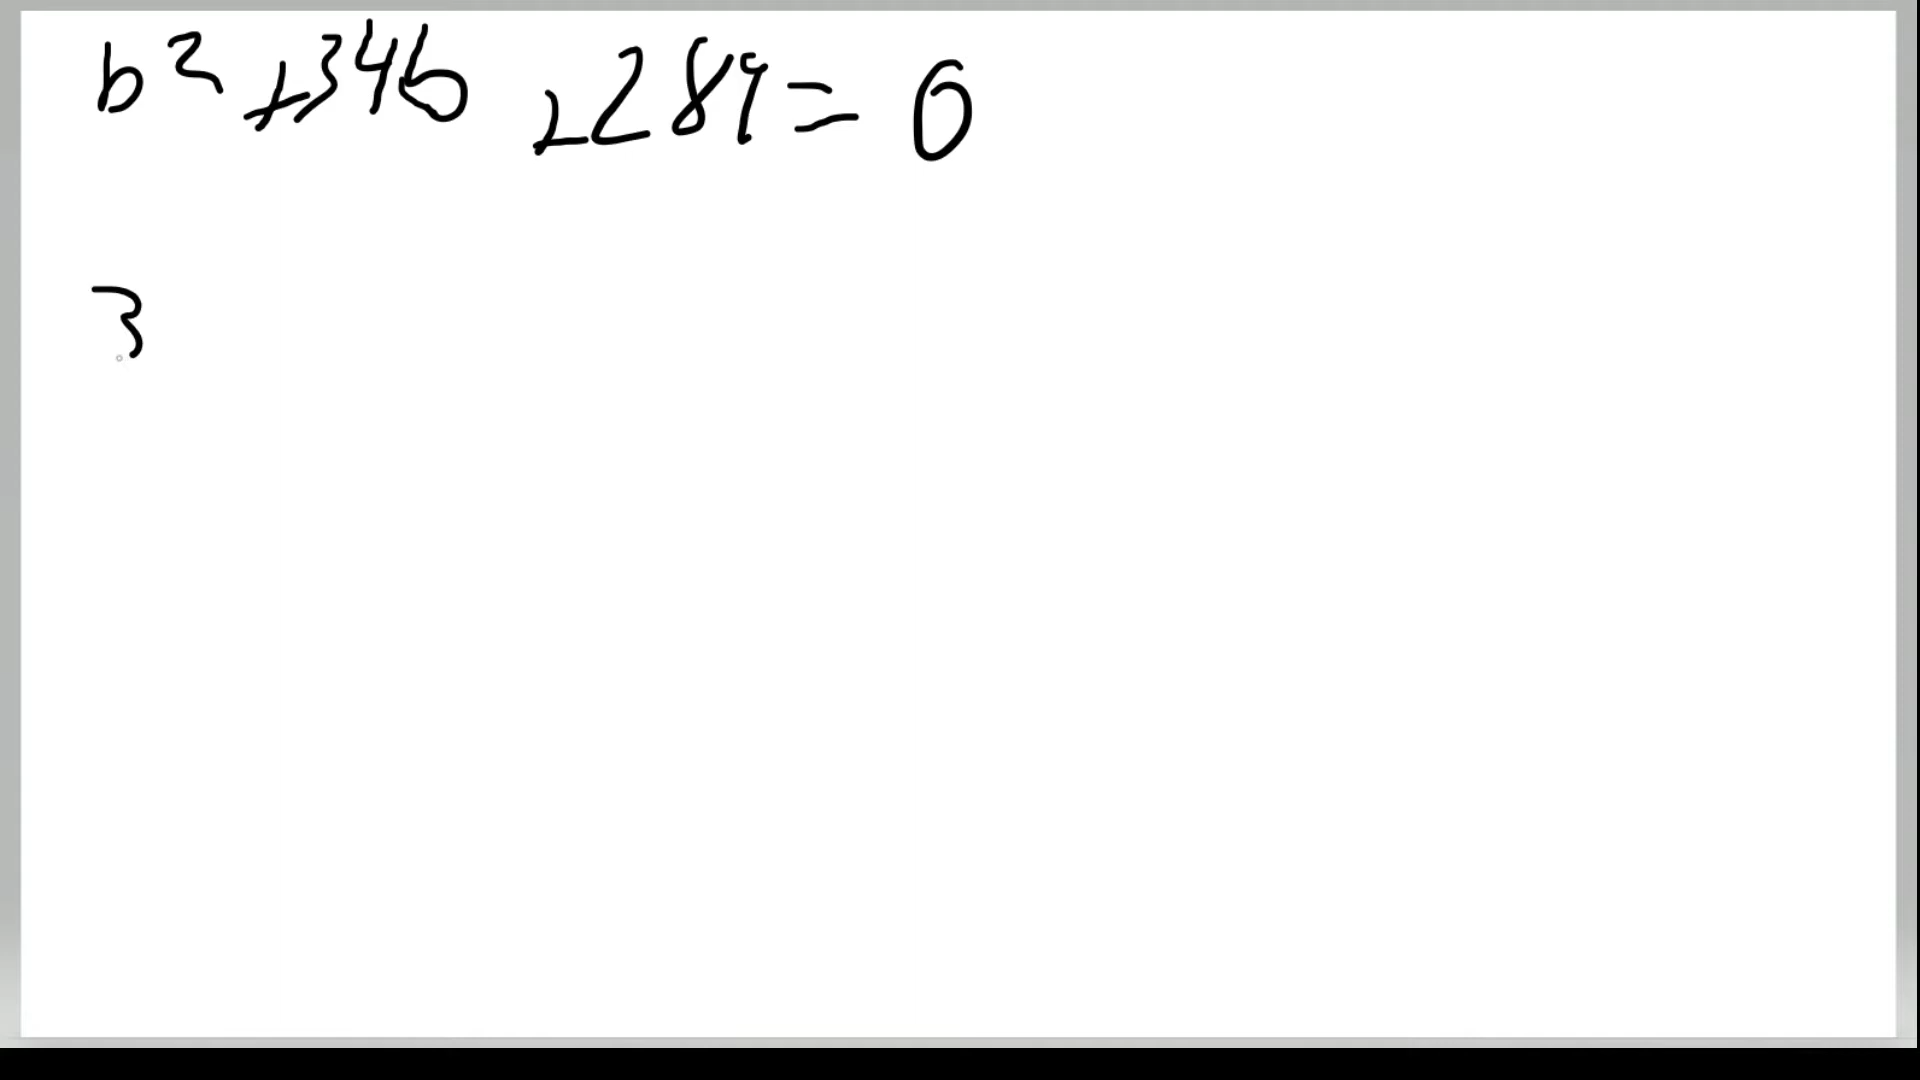 b² + 34b + 289 = 0
3